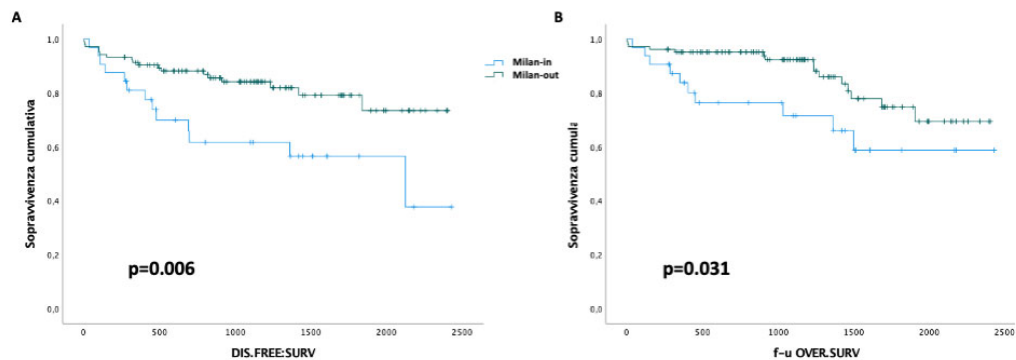 A
B
1,0
0,8
0,6
0,4
0,2
0,0
Sopravvivenza cumulativa
p=0.006
0 500 1000 1500 2000 2500
DIS.FREE:SURV
Milan-in
Milan-out
1,0
0,8
0,6
0,4
0,2
0,0
Sopravvivenza cumula
p=0.031
0 500 1000 1500 2000 2500
f-u OVER.SURV